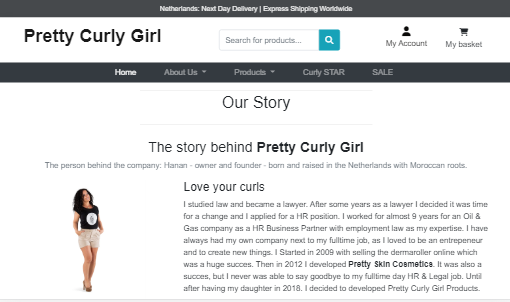 Netherlands: Next Day Delivery | Express Shipping Worldwide
Pretty Curly Girl
Search for products...
My Account
My basket
Home
About Us
Products
Curly STAR
SALE
Our Story
The story behind Pretty Curly Girl
The person behind the company: Hanan - owner and founder - born and raised in the Netherlands with Moroccan roots.
Love your curls
I studied law and became a lawyer. After some years as a lawyer I decided it was time
for a change and I applied for a HR position. I worked for almost 9 years for an Oil &
Gas company as a HR Business Partner with employment law as my expertise. I have
always had my own company next to my fulltime job, as I loved to be an entrepeneur
and to create new things. I Started in 2009 with selling the dermaroller online which
was a huge succes. Then in 2012 I developed Pretty Skin Cosmetics. It was also a
succes, but I never was able to say goodbye to my fulltime day HR & Legal job. Until
after having my daughter in 2018. I decided to developed Pretty Curly Girl Products.